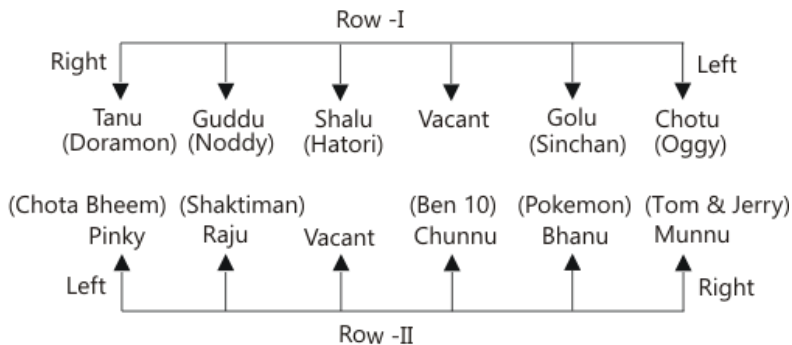 Row -I
Right Left
Tanu Guddu Shalu Vacant Golu Chotu
(Doramon) (Noddy) (Hatori) (Sinchan) (Oggy)
(Chota Bheem) (Shaktiman) (Ben 10) (Pokemon) (Tom & Jerry)
Pinky Raju Vacant Chunnu Bhanu Munnu
Left Right
Row -II